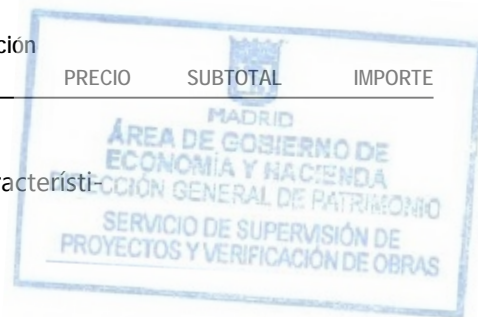 ción
PRECIO SUBTOTAL IMPORTE
MADRID
ÁREA DE GOBIERNO DE
ECONOMÍA Y HACIENDA
DIRECCIÓN GENERAL DE PATRIMONIO
racterísti-
SERVICIO DE SUPERVISIÓN DE
PROYECTOS Y VERIFICACIÓN DE OBRAS